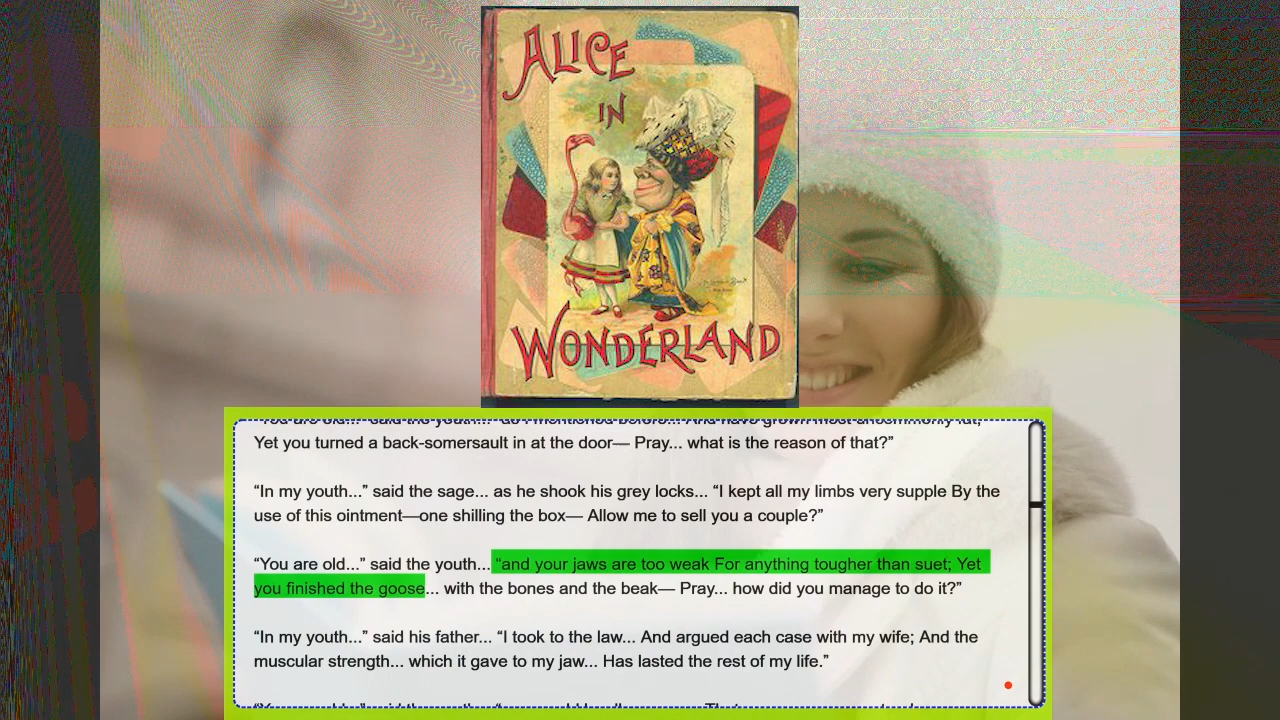 ALICE
IN
WONDERLAND
Yet you turned a back-somersault in at the door— Pray... what is the reason of that?”
“In my youth...” said the sage... as he shook his grey locks... “I kept all my limbs very supple By the
use of this ointment—one shilling the box— Allow me to sell you a couple?”
“You are old...” said the youth... “and your jaws are too weak For anything tougher than suet; Yet
you finished the goose... with the bones and the beak— Pray... how did you manage to do it?”
“In my youth...” said his father... “I took to the law... And argued each case with my wife; And the
muscular strength... which it gave to my jaw... Has lasted the rest of my life.”